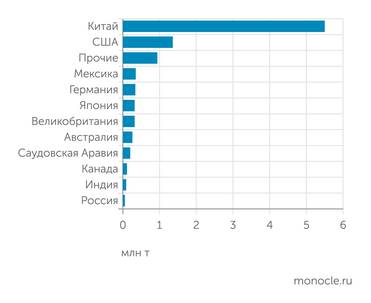 Китай
США
Прочие
Мексика
Германия
Япония
Великобритания
Австралия
Саудовская Аравия
Канада
Индия
Россия
0 1 2 3 4 5 6
млн т
monocle.ru